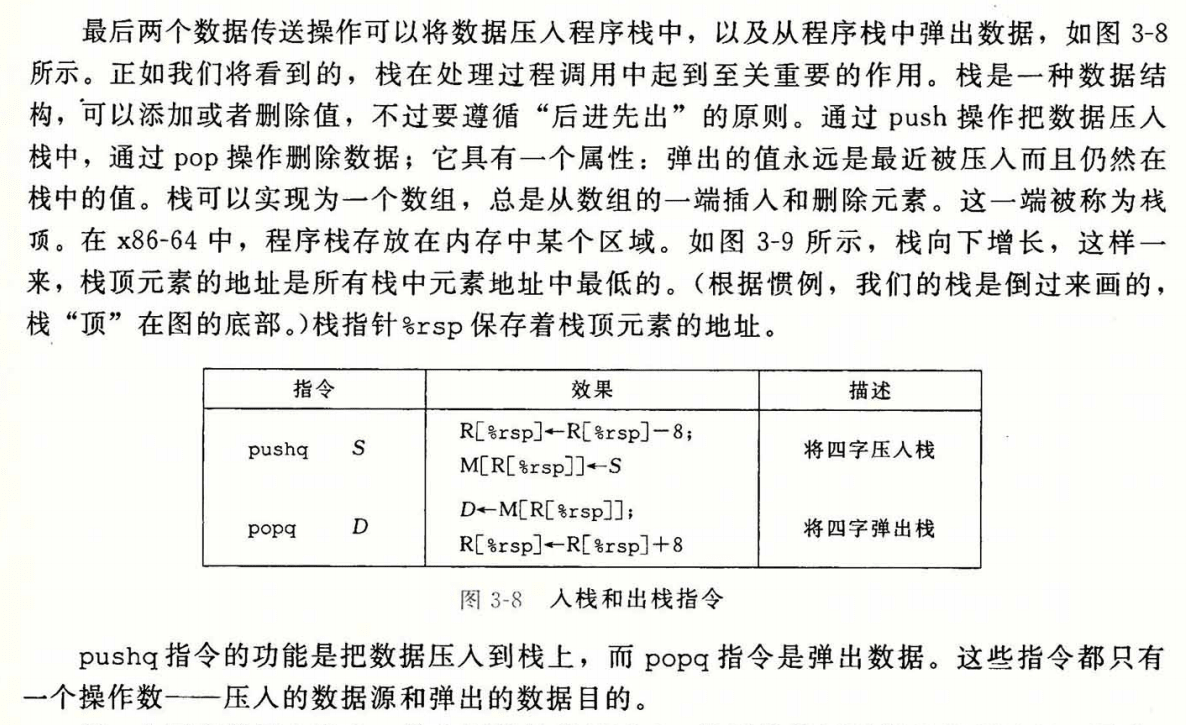 最后两个数据传送操作可以将数据压入程序栈中，以及从程序栈中弹出数据，如图 3-8
所示。正如我们将看到的，栈在处理过程调用中起到至关重要的作用。栈是一种数据结
构，可以添加或者删除值，不过要遵循“后进先出”的原则。通过 push 操作把数据压入
栈中，通过 pop 操作删除数据；它具有一个属性：弹出的值永远是最近被压入而且仍然在
栈中的值。栈可以实现为一个数组，总是从数组的一端插入和删除元素。这一端被称为栈
顶。在 x86-64 中，程序栈存放在内存中某个区域。如图 3-9 所示，栈向下增长，这样一
来，栈顶元素的地址是所有栈中元素地址中最低的。（根据惯例，我们的栈是倒过来画的，
栈“顶”在图的底部。）栈指针%rsp 保存着栈顶元素的地址。
指令 效果 描述
pushq S R[%rsp]←R[%rsp]－8; 将四字压入栈
M[R[%rsp]]←S
popq D D←M[R[%rsp]]; 将四字弹出栈
R[%rsp]←R[%rsp]＋8
图 3-8 入栈和出栈指令
pushq 指令的功能是把数据压入到栈上，而 popq 指令是弹出数据。这些指令都只有
一个操作数——压入的数据源和弹出的数据目的。